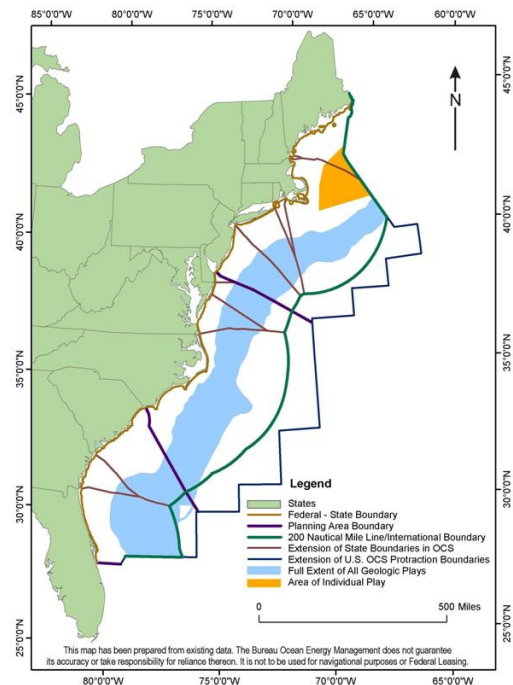 85°0'0"W 80°0'0"W 75°0'0"W 70°0'0"W 65°0'0"W
45°0'0"N 45°0'0"N
N
40°0'0"N 40°0'0"N
35°0'0"N 35°0'0"N
30°0'0"N 30°0'0"N
25°0'0"N 25°0'0"N
Legend
States
Federal - State Boundary
Planning Area Boundary
200 Nautical Mile Line/International Boundary
Extension of State Boundaries in OCS
Extension of U.S. OCS Protraction Boundaries
Full Extent of All Geologic Plays
Area of Individual Play
0 500 Miles
This map has been prepared from existing data. The Bureau Ocean Energy Management does not guarantee
its accuracy or take responsibility for reliance thereon. It is not to be used for navigational purposes or Federal Leasing.
80°0'0"W 75°0'0"W 70°0'0"W 65°0'0"W